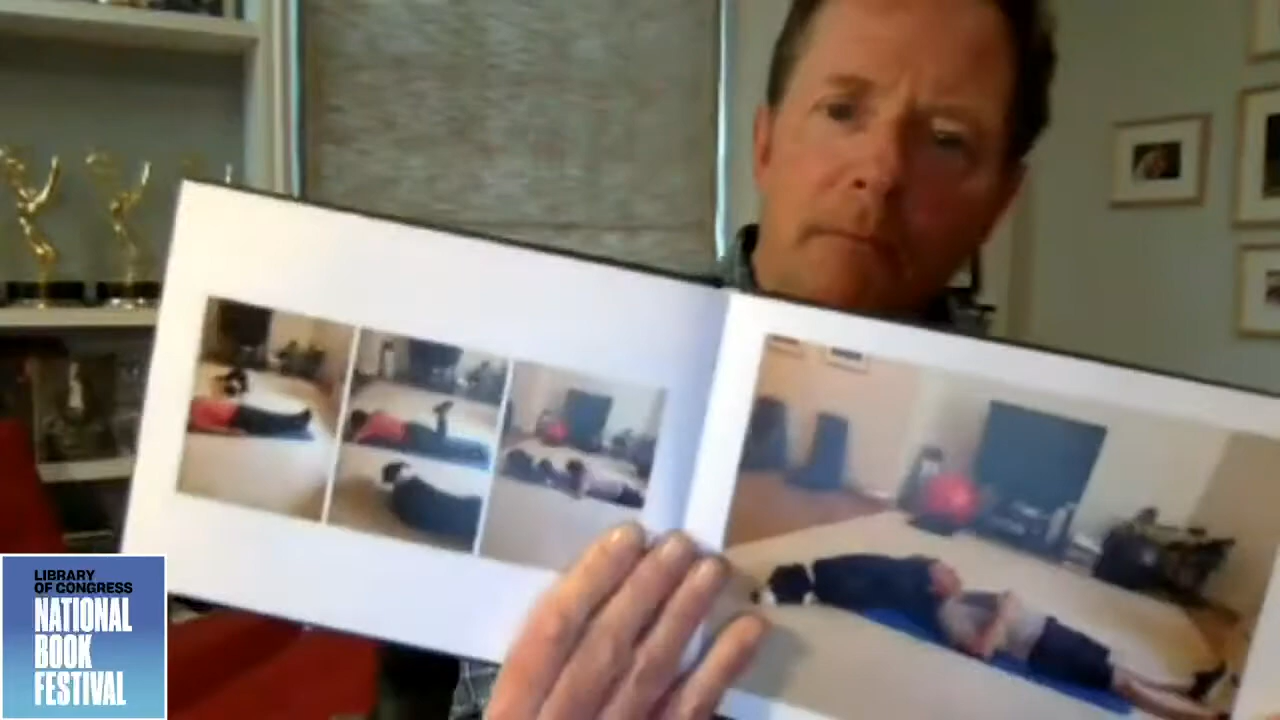 LIBRARY
OF CONGRESS
NATIONAL
BOOK
FESTIVAL